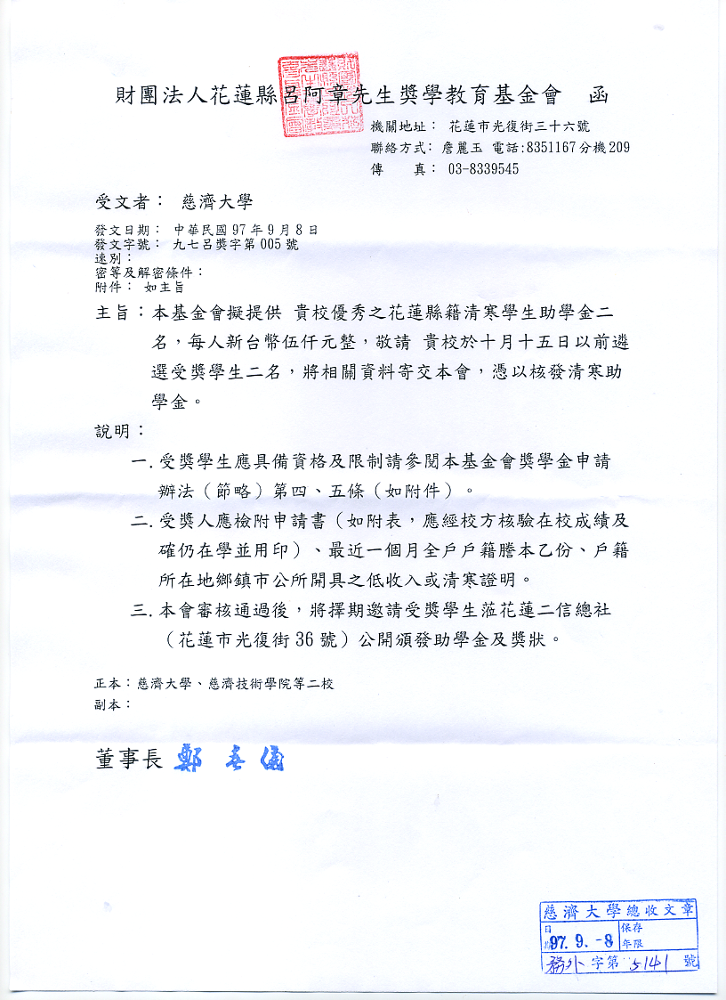 財團法人花蓮縣呂阿章先生獎學教育基金會　函
機關地址：　花蓮市光復街三十六號
聯絡方式：　詹麗玉　電話:8351167分機209
傳　　真：　03-8339545
受文者：　慈濟大學
發文日期：　中華民國97年9月8日
發文字號：　九七呂獎字第005號
速別：
密等及解密條件：
附件：　如主旨
主旨：本基金會擬提供　貴校優秀之花蓮縣籍清寒學生助學金二
名，每人新台幣伍仟元整，敬請　貴校於十月十五日以前遴
選受獎學生二名，將相關資料寄交本會，憑以核發清寒助
學金。
說明：
一.受獎學生應具備資格及限制請參閱本基金會獎學金申請
辦法（節略）第四、五條（如附件）。
二.受獎人應檢附申請書（如附表，應經校方核驗在校成績及
確仍在學並用印）、最近一個月全戶戶籍謄本乙份、戶籍
所在地鄉鎮市公所開具之低收入或清寒證明。
三.本會審核通過後，將擇期邀請受獎學生蒞花蓮二信總社
（花蓮市光復街36號）公開頒發助學金及獎狀。
正本：慈濟大學、慈濟技術學院等二校
副本：
董事長 鄭
慈濟大學總收文章
日期 97. 9. -8 保存年限
務外 字第 5141 號